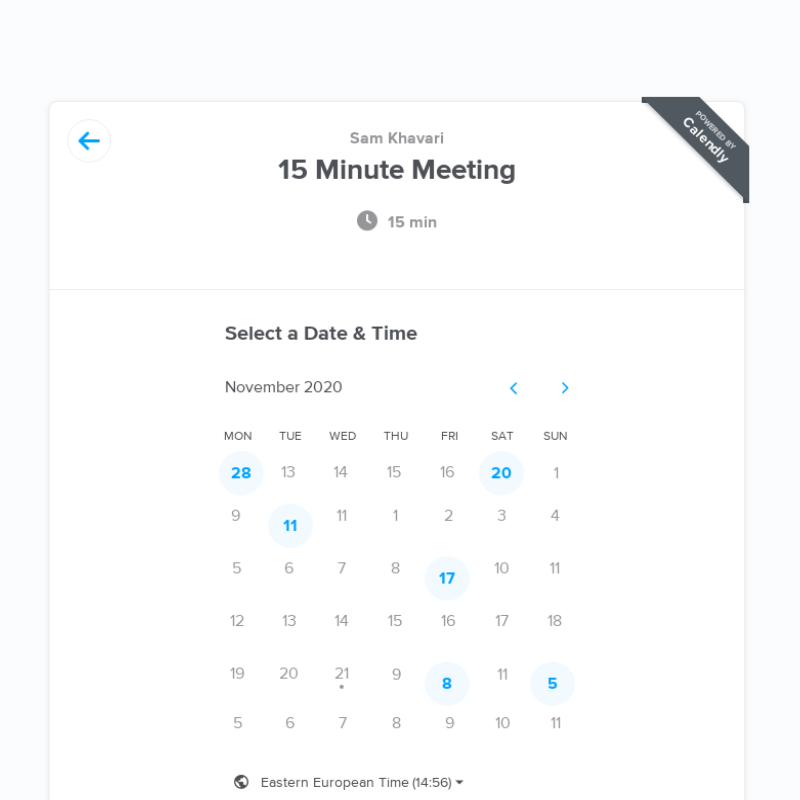 POWERED BY
Calendly
Sam Khavari
15 Minute Meeting
15 min
Select a Date & Time
November 2020
MON TUE WED THU FRI SAT SUN
28 13 14 15 16 20 1
9 11 11 1 2 3 4
5 6 7 8 17 10 11
12 13 14 15 16 17 18
19 20 21 9 8 11 5
5 6 7 8 9 10 11
Eastern European Time (14:56)